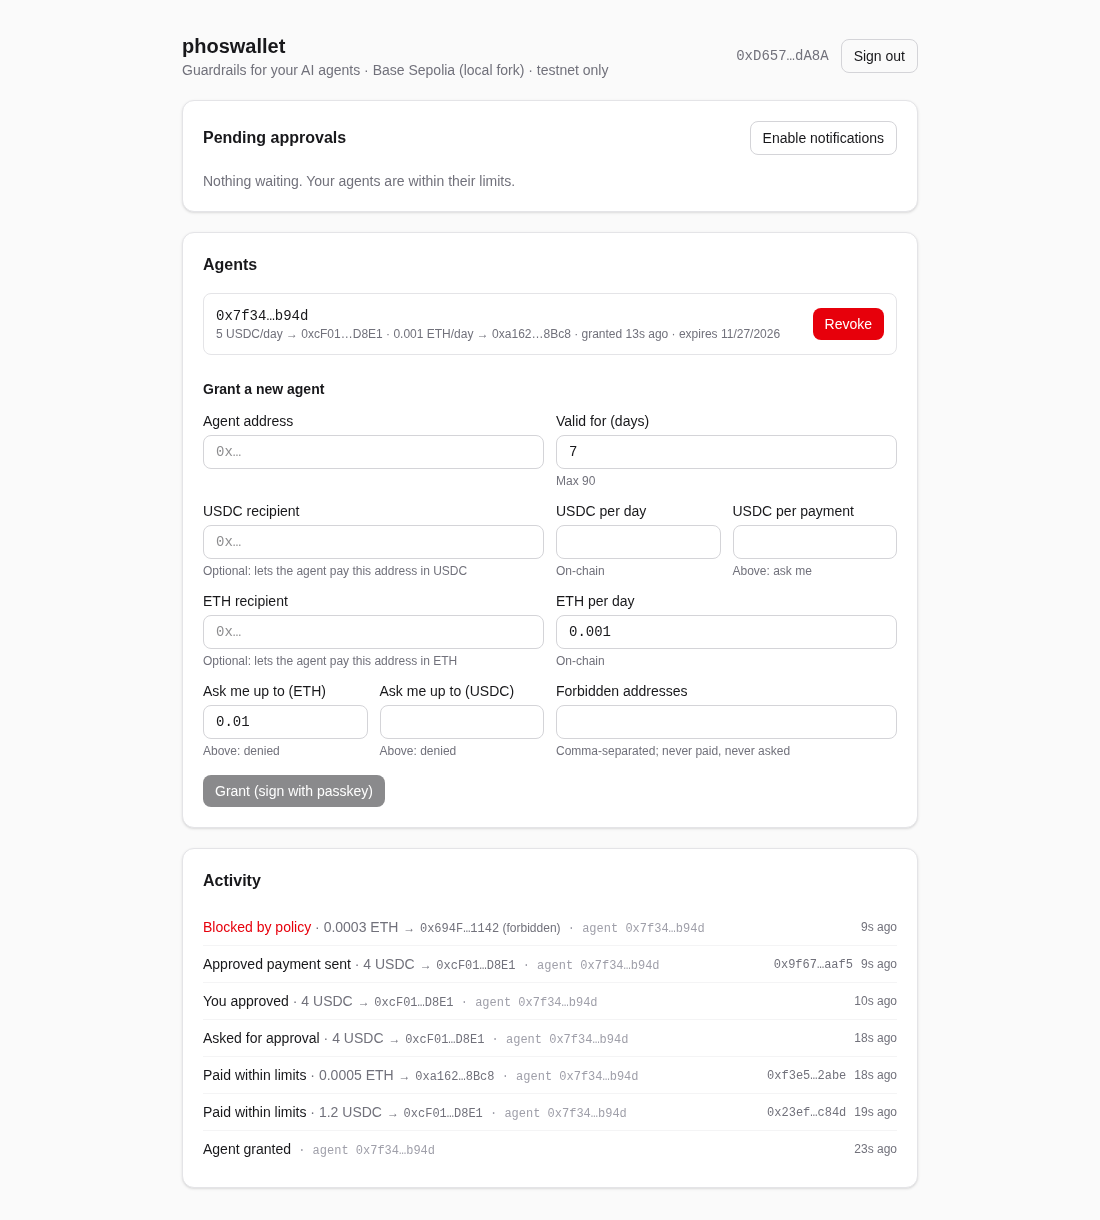 phoswallet
Guardrails for your AI agents · Base Sepolia (local fork) · testnet only
0xD657…dA8A
Sign out
Pending approvals
Enable notifications
Nothing waiting. Your agents are within their limits.
Agents
0x7f34…b94d
5 USDC/day → 0xcF01…D8E1 · 0.001 ETH/day → 0xa162…8Bc8 · granted 13s ago · expires 11/27/2026
Revoke
Grant a new agent
Agent address
0x…
Valid for (days)
7
Max 90
USDC recipient
0x…
Optional: lets the agent pay this address in USDC
USDC per day
On-chain
USDC per payment
Above: ask me
ETH recipient
0x…
Optional: lets the agent pay this address in ETH
ETH per day
0.001
On-chain
Ask me up to (ETH)
0.01
Above: denied
Ask me up to (USDC)
Above: denied
Forbidden addresses
Comma-separated; never paid, never asked
Grant (sign with passkey)
Activity
Blocked by policy · 0.0003 ETH → 0x694F…1142 (forbidden) · agent 0x7f34…b94d 9s ago
Approved payment sent · 4 USDC → 0xcF01…D8E1 · agent 0x7f34…b94d 0x9f67…aaf5 9s ago
You approved · 4 USDC → 0xcF01…D8E1 · agent 0x7f34…b94d 10s ago
Asked for approval · 4 USDC → 0xcF01…D8E1 · agent 0x7f34…b94d 18s ago
Paid within limits · 0.0005 ETH → 0xa162…8Bc8 · agent 0x7f34…b94d 0xf3e5…2abe 18s ago
Paid within limits · 1.2 USDC → 0xcF01…D8E1 · agent 0x7f34…b94d 0x23ef…c84d 19s ago
Agent granted · agent 0x7f34…b94d 23s ago